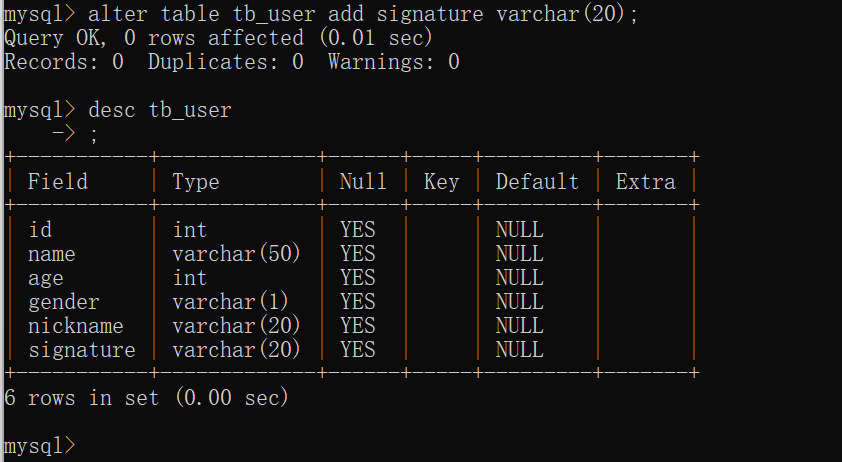 mysql> alter table tb_user add signature varchar(20);
Query OK, 0 rows affected (0.01 sec)
Records: 0  Duplicates: 0  Warnings: 0

mysql> desc tb_user
    -> ;
+-----------+-------------+------+-----+---------+-------+
| Field     | Type        | Null | Key | Default | Extra |
+-----------+-------------+------+-----+---------+-------+
| id        | int         | YES  |     | NULL    |       |
| name      | varchar(50) | YES  |     | NULL    |       |
| age       | int         | YES  |     | NULL    |       |
| gender    | varchar(1)  | YES  |     | NULL    |       |
| nickname  | varchar(20) | YES  |     | NULL    |       |
| signature | varchar(20) | YES  |     | NULL    |       |
+-----------+-------------+------+-----+---------+-------+
6 rows in set (0.00 sec)

mysql>